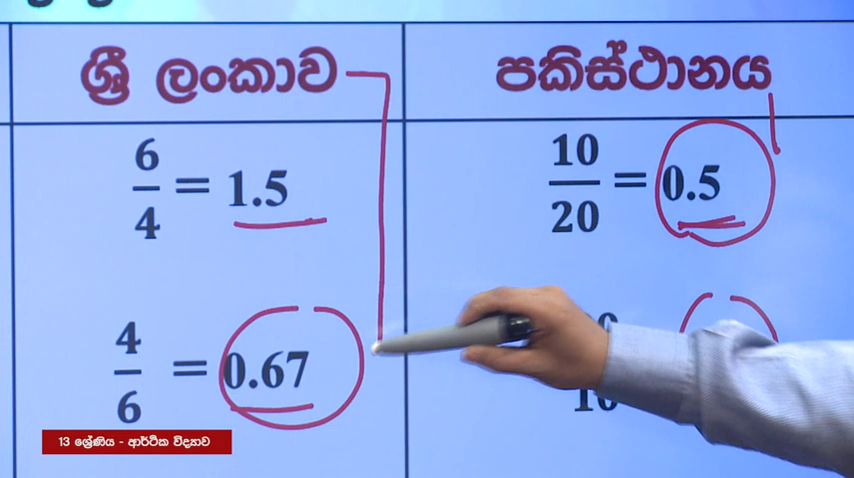 ශ්‍රී ලංකාව
පකිස්ථානය
6/4 = 1.5
10/20 = 0.5
4/6 = 0.67
13 ශ්‍රේණිය - ආර්ථික විද්‍යාව